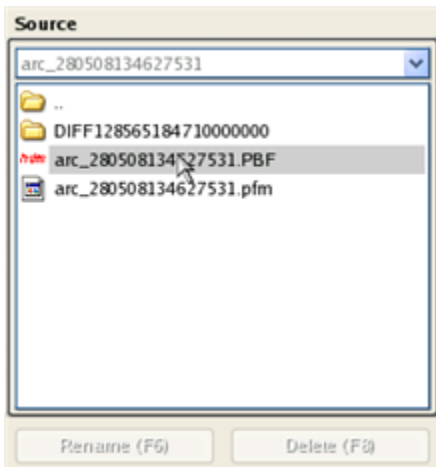 Source
arc_280508134627531
..
DIFF128565184710000000
arc_280508134627531.PBF
arc_280508134627531.pfm
Rename (F6)
Delete (F8)